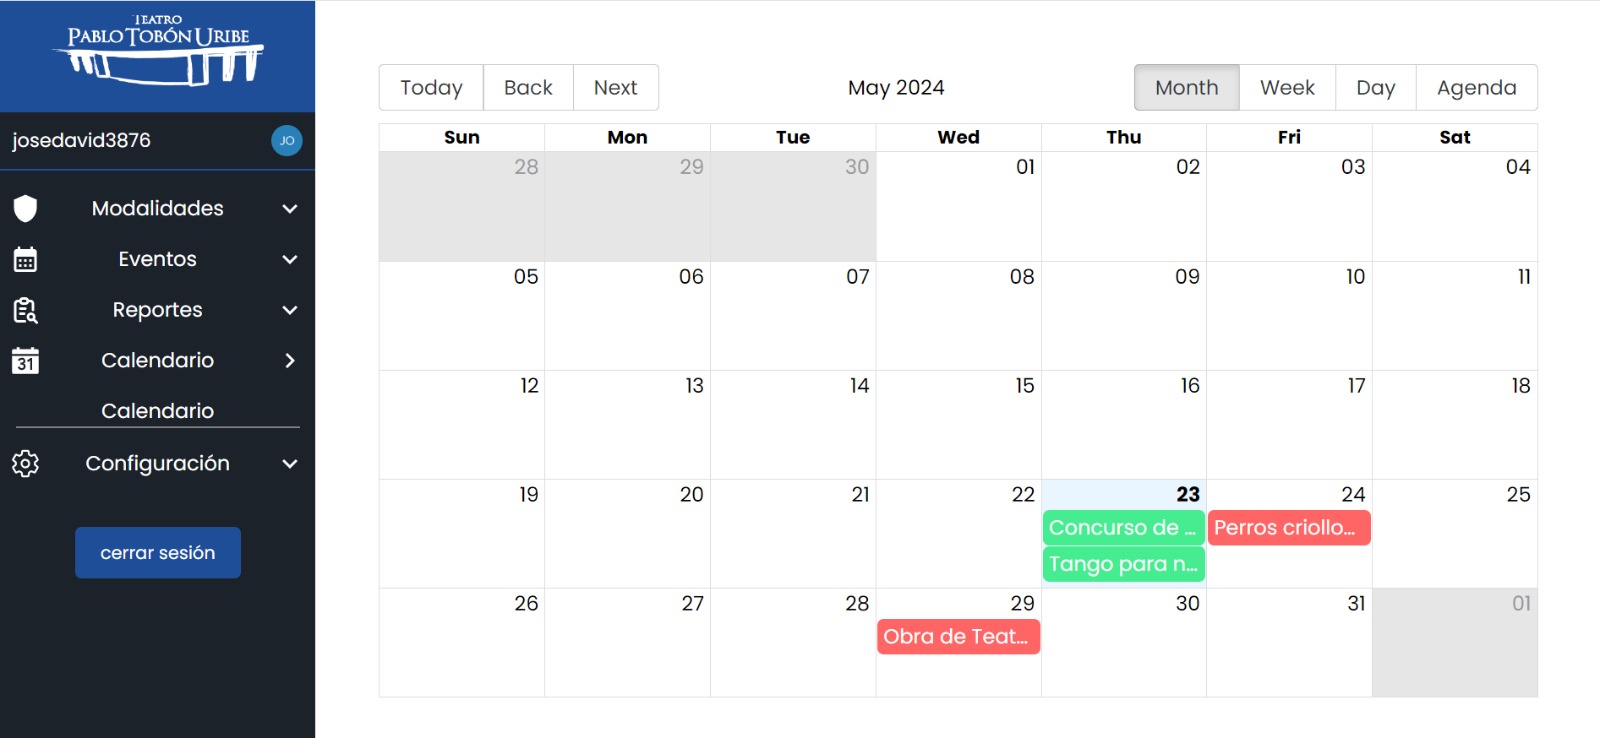 TEATRO
PABLO TOBÓN URIBE
josedavid3876
JO
Modalidades
Eventos
Reportes
31
Calendario
Calendario
Configuración
cerrar sesión
Today Back Next
May 2024
Month Week Day Agenda
Sun Mon Tue Wed Thu Fri Sat
28 29 30 01 02 03 04
05 06 07 08 09 10 11
12 13 14 15 16 17 18
19 20 21 22 23 24 25
Concurso de ... Perros criollo...
Tango para n...
26 27 28 29 30 31 01
Obra de Teat...